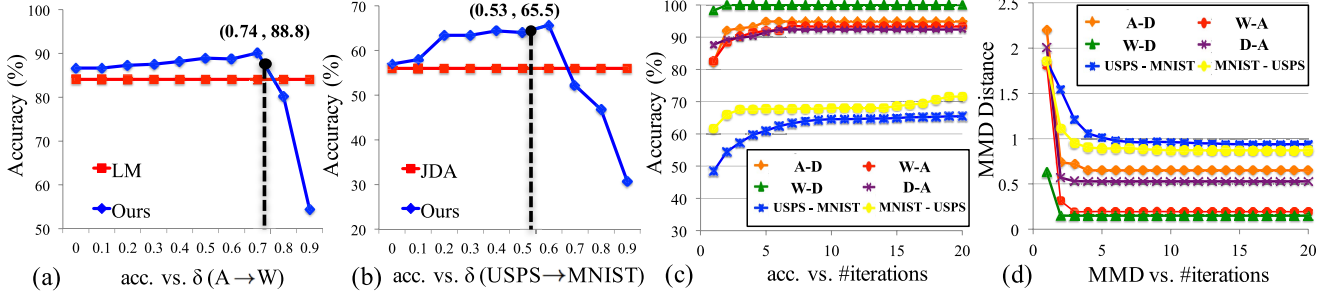 (0.74 , 88.8)
Accuracy (%)
100
90
80
70
60
50
LM
Ours
0 0.1 0.2 0.3 0.4 0.5 0.6 0.7 0.8 0.9
(a) acc. vs. δ (A→W)
(0.53 , 65.5)
Accuracy (%)
70
60
50
40
30
20
JDA
Ours
0 0.1 0.2 0.3 0.4 0.5 0.6 0.7 0.8 0.9
(b) acc. vs. δ (USPS→MNIST)
Accuracy (%)
100
90
80
70
60
50
40
30
A-D W-A
W-D D-A
USPS - MNIST MNIST - USPS
0 5 10 15 20
(c) acc. vs. #iterations
MMD Distance
2.5
2
1.5
1
0.5
0
A-D W-A
W-D D-A
USPS - MNIST MNIST - USPS
0 5 10 15 20
(d) MMD vs. #iterations